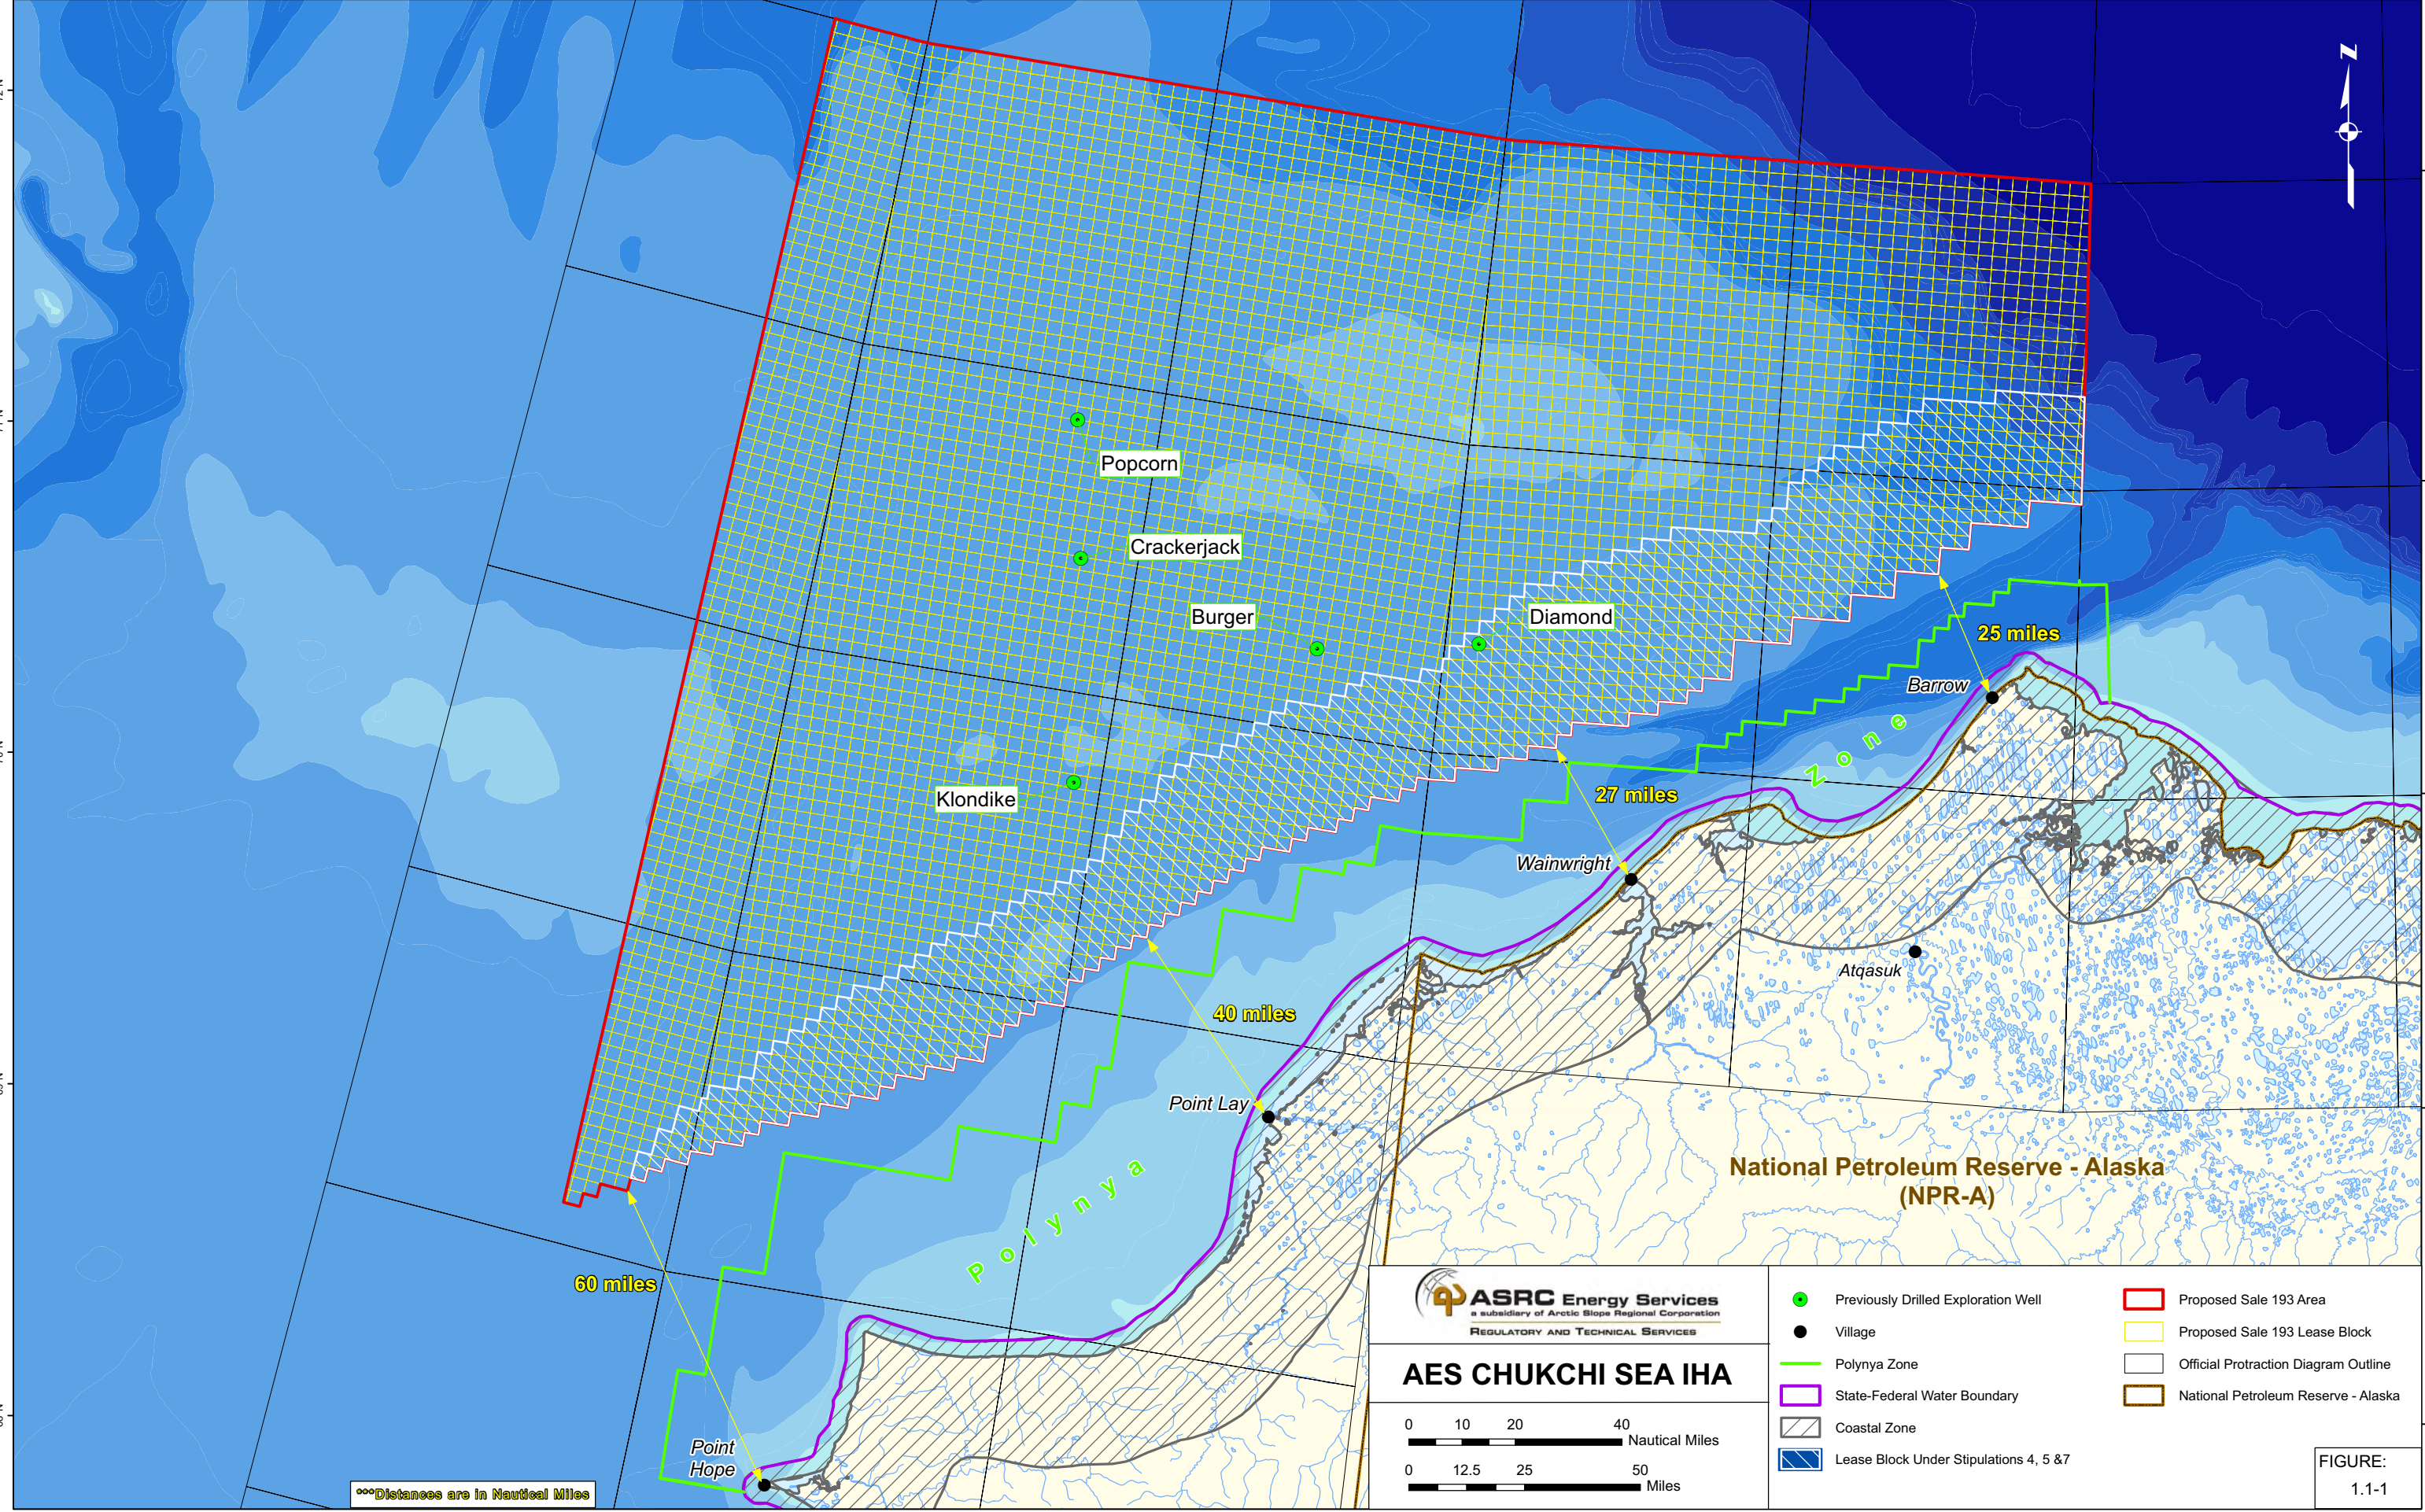 N
Popcorn
Crackerjack
Burger
Diamond
Klondike
25 miles
Barrow
Zone
27 miles
Wainwright
Atqasuk
40 miles
Point Lay
Polynya
National Petroleum Reserve - Alaska
(NPR-A)
60 miles
Point
Hope
***Distances are in Nautical Miles
ASRC Energy Services
a subsidiary of Arctic Slope Regional Corporation
REGULATORY AND TECHNICAL SERVICES
AES CHUKCHI SEA IHA
0 10 20 40
Nautical Miles
0 12.5 25 50
Miles
Previously Drilled Exploration Well
Village
Polynya Zone
State-Federal Water Boundary
Coastal Zone
Lease Block Under Stipulations 4, 5 &7
Proposed Sale 193 Area
Proposed Sale 193 Lease Block
Official Protraction Diagram Outline
National Petroleum Reserve - Alaska
FIGURE:
1.1-1